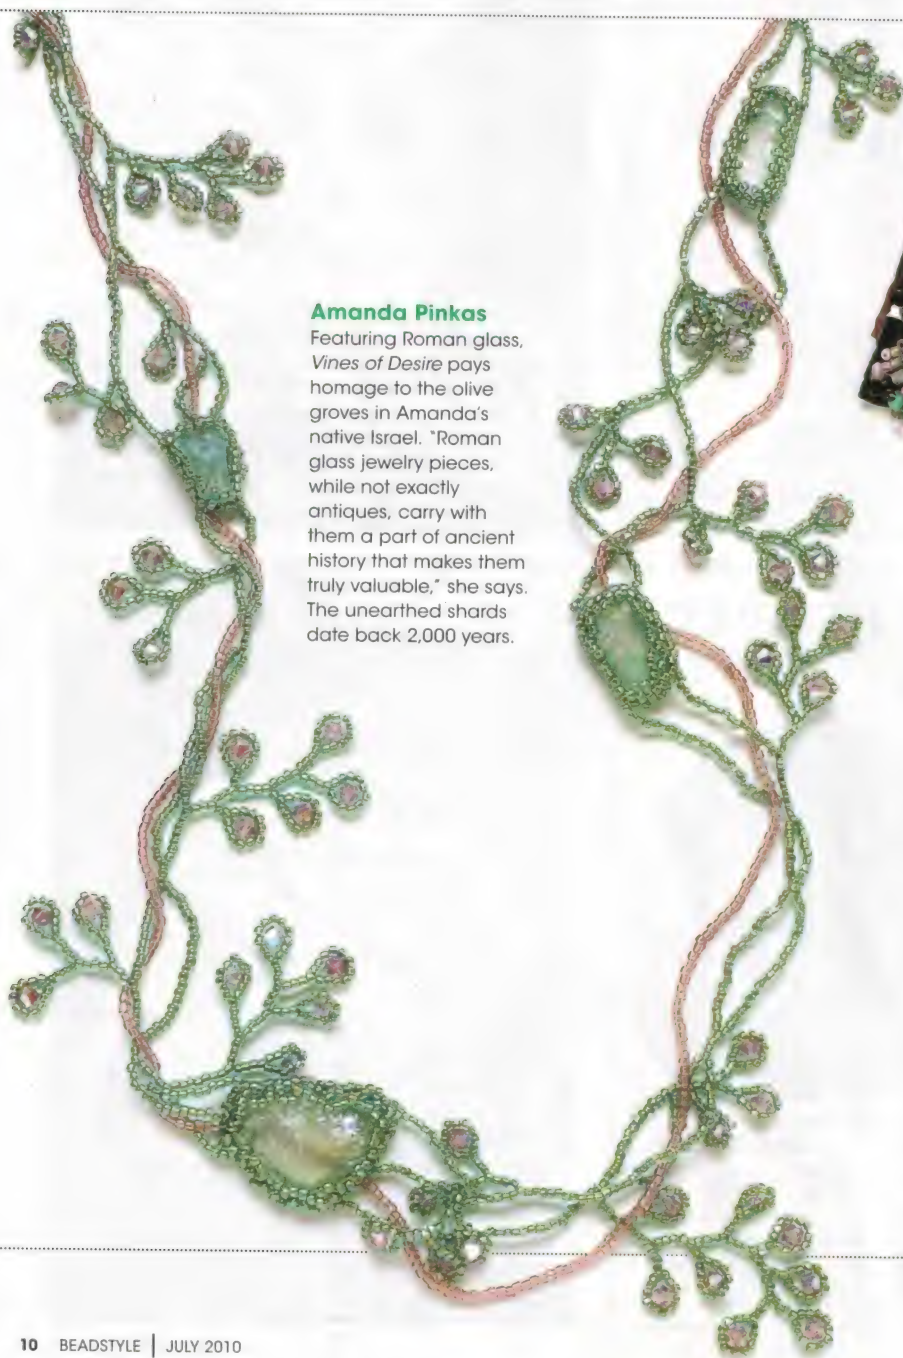 Amanda Pinkas
Featuring Roman glass,
Vines of Desire pays
homage to the olive
groves in Amanda's
native Israel. "Roman
glass jewelry pieces,
while not exactly
antiques, carry with
them a part of ancient
history that makes them
truly valuable," she says.
The unearthed shards
date back 2,000 years.
10 BEADSTYLE | JULY 2010